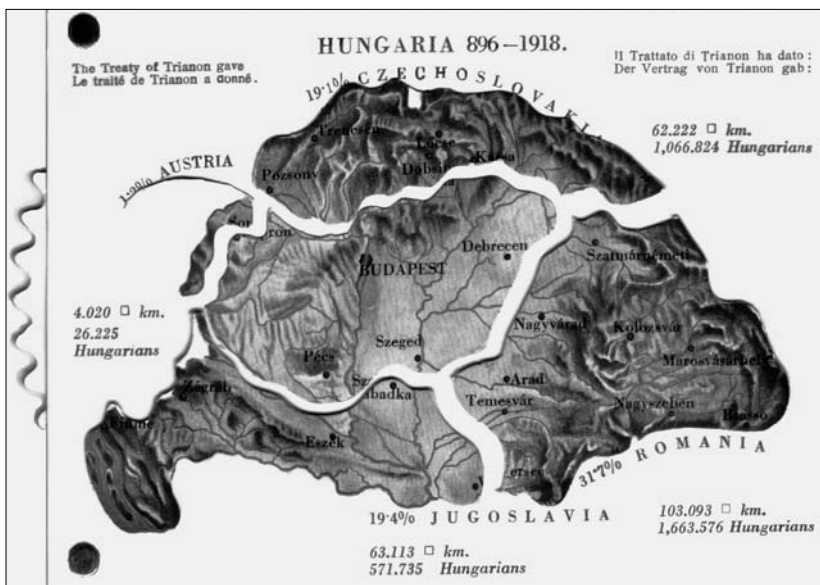 HUNGARIA 896–1918.
The Treaty of Trianon gave
Le traité de Trianon a donné.
Il Trattato di Trianon ha dato :
Der Vertrag von Trianon gab :
19·1% CZECHOSLOVAKIA
62.222 □ km.
1,066.824 Hungarians
AUSTRIA
4.020 □ km.
26.225
Hungarians
Trencsén
Lőcse
Kassa
Pozsony
Debrecen
Szatmárnémeti
BUDAPEST
Nagyvárad
Kolozsvár
Szeged
Marosvásárhely
Pécs
Arad
Zágráb
Temesvár
Nagyszeben
Brassó
Fiume
Eszék
31·7% ROMANIA
19·4% JUGOSLAVIA
103.093 □ km.
1,663.576 Hungarians
63.113 □ km.
571.735 Hungarians